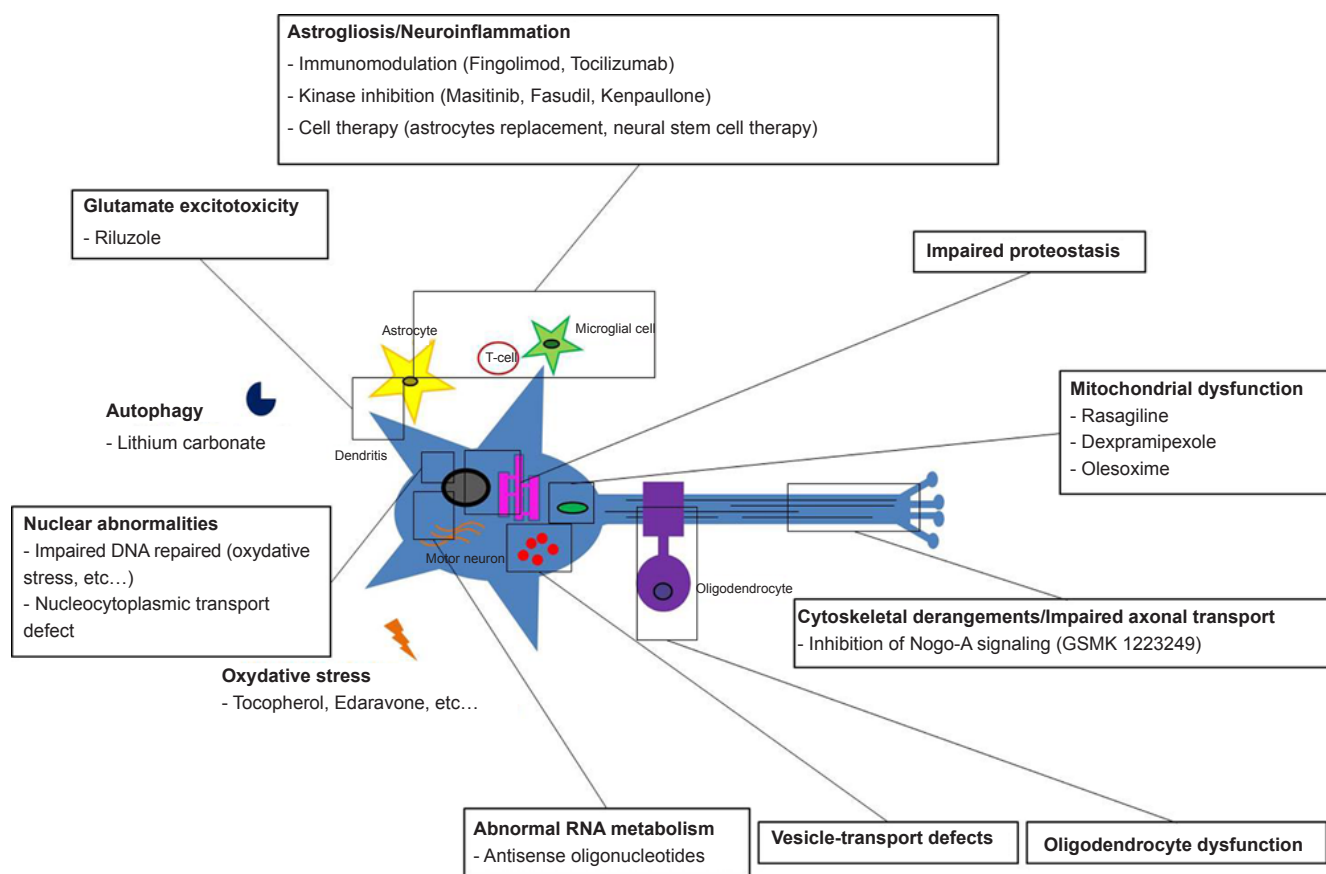 Astrogliosis/Neuroinflammation
- Immunomodulation (Fingolimod, Tocilizumab)
- Kinase inhibition (Masitinib, Fasudil, Kenpaullone)
- Cell therapy (astrocytes replacement, neural stem cell therapy)
Glutamate excitotoxicity
- Riluzole
Impaired proteostasis
Astrocyte
T-cell
Microglial cell
Autophagy
- Lithium carbonate
Dendritis
Mitochondrial dysfunction
- Rasagiline
- Dexpramipexole
- Olesoxime
Nuclear abnormalities
- Impaired DNA repaired (oxydative
stress, etc…)
- Nucleocytoplasmic transport
defect
Motor neuron
Oligodendrocyte
Cytoskeletal derangements/Impaired axonal transport
- Inhibition of Nogo-A signaling (GSMK 1223249)
Oxydative stress
- Tocopherol, Edaravone, etc…
Abnormal RNA metabolism
- Antisense oligonucleotides
Vesicle-transport defects
Oligodendrocyte dysfunction